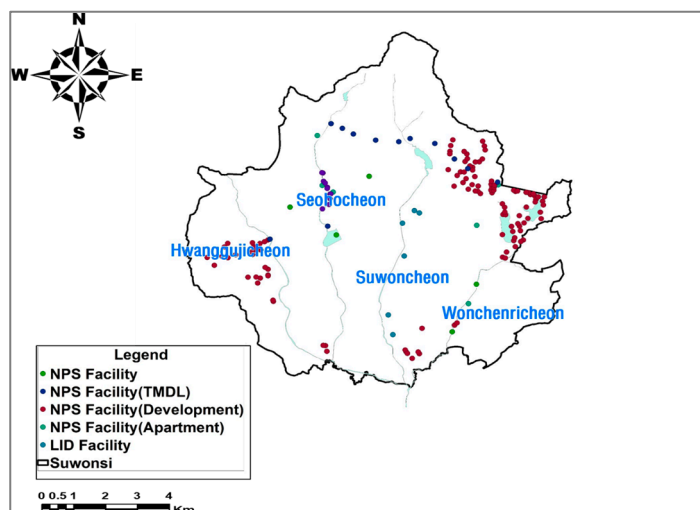 N
W E
S
Seohocheon
Hwanggujicheon
Suwoncheon
Wonchenricheon
Legend
NPS Facility
NPS Facility(TMDL)
NPS Facility(Development)
NPS Facility(Apartment)
LID Facility
Suwonsi
0 0.5 1 2 3 4
Km